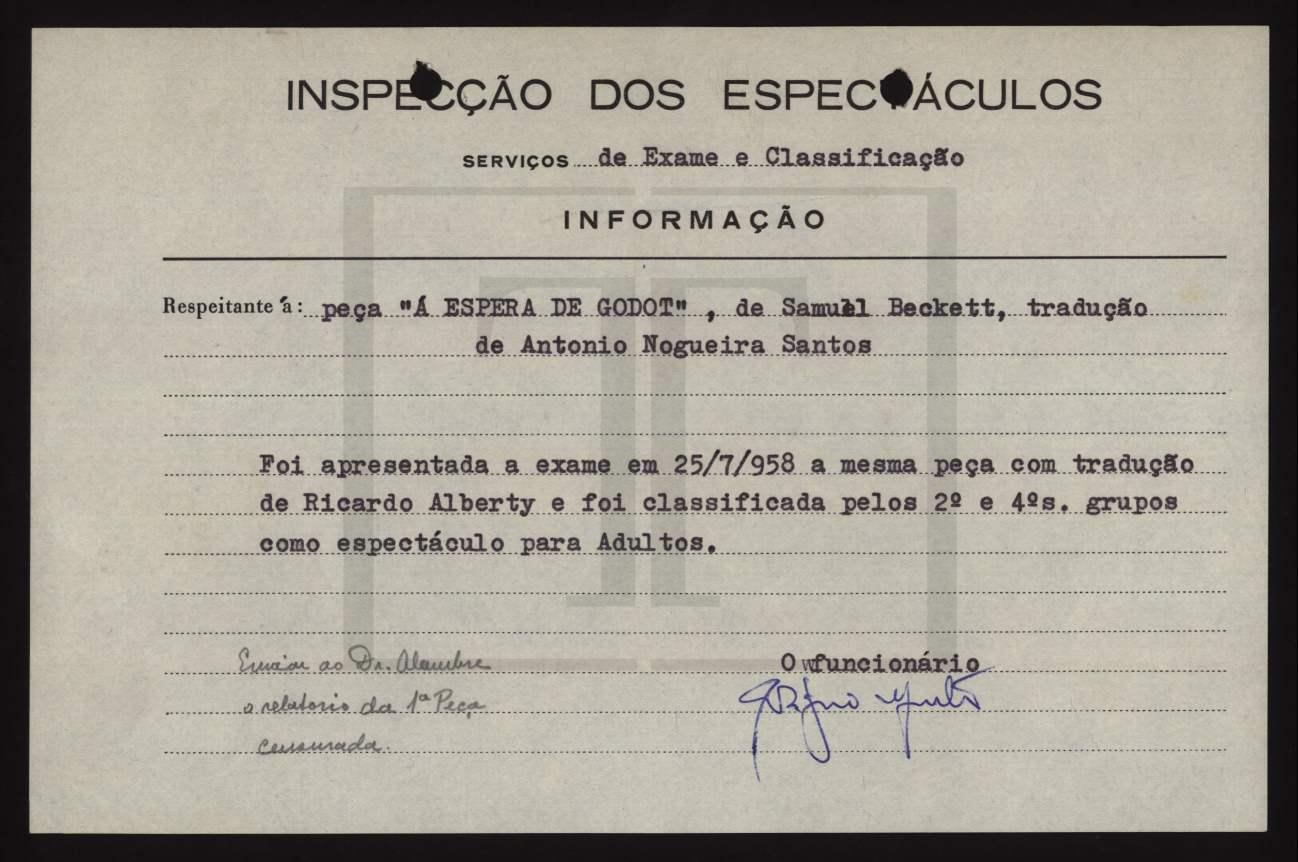 INSPECÇÃO DOS ESPECTÁCULOS
SERVIÇOS de Exame e Classificação
INFORMAÇÃO
Respeitante á: peça "Á ESPERA DE GODOT" , de Samuel Beckett, tradução
de Antonio Nogueira Santos
Foi apresentada a exame em 25/7/958 a mesma peça com tradução
de Ricardo Alberty e foi classificada pelos 2º e 4ºs. grupos
como espectáculo para Adultos.
Enviar ao Dr. Alambre
o relatorio da 1ª Peça
censurada.
O funcionário